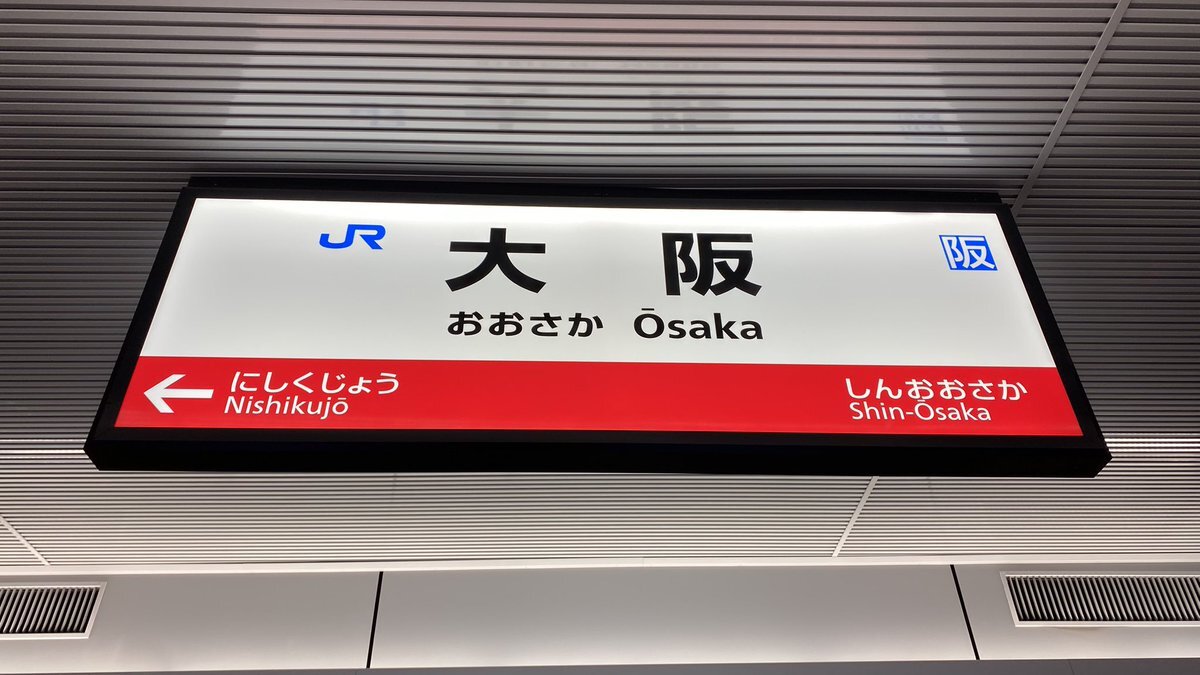 JR 大阪 阪
おおさか Ōsaka
← にしくじょう しんおおさか
Nishikujō Shin-Ōsaka